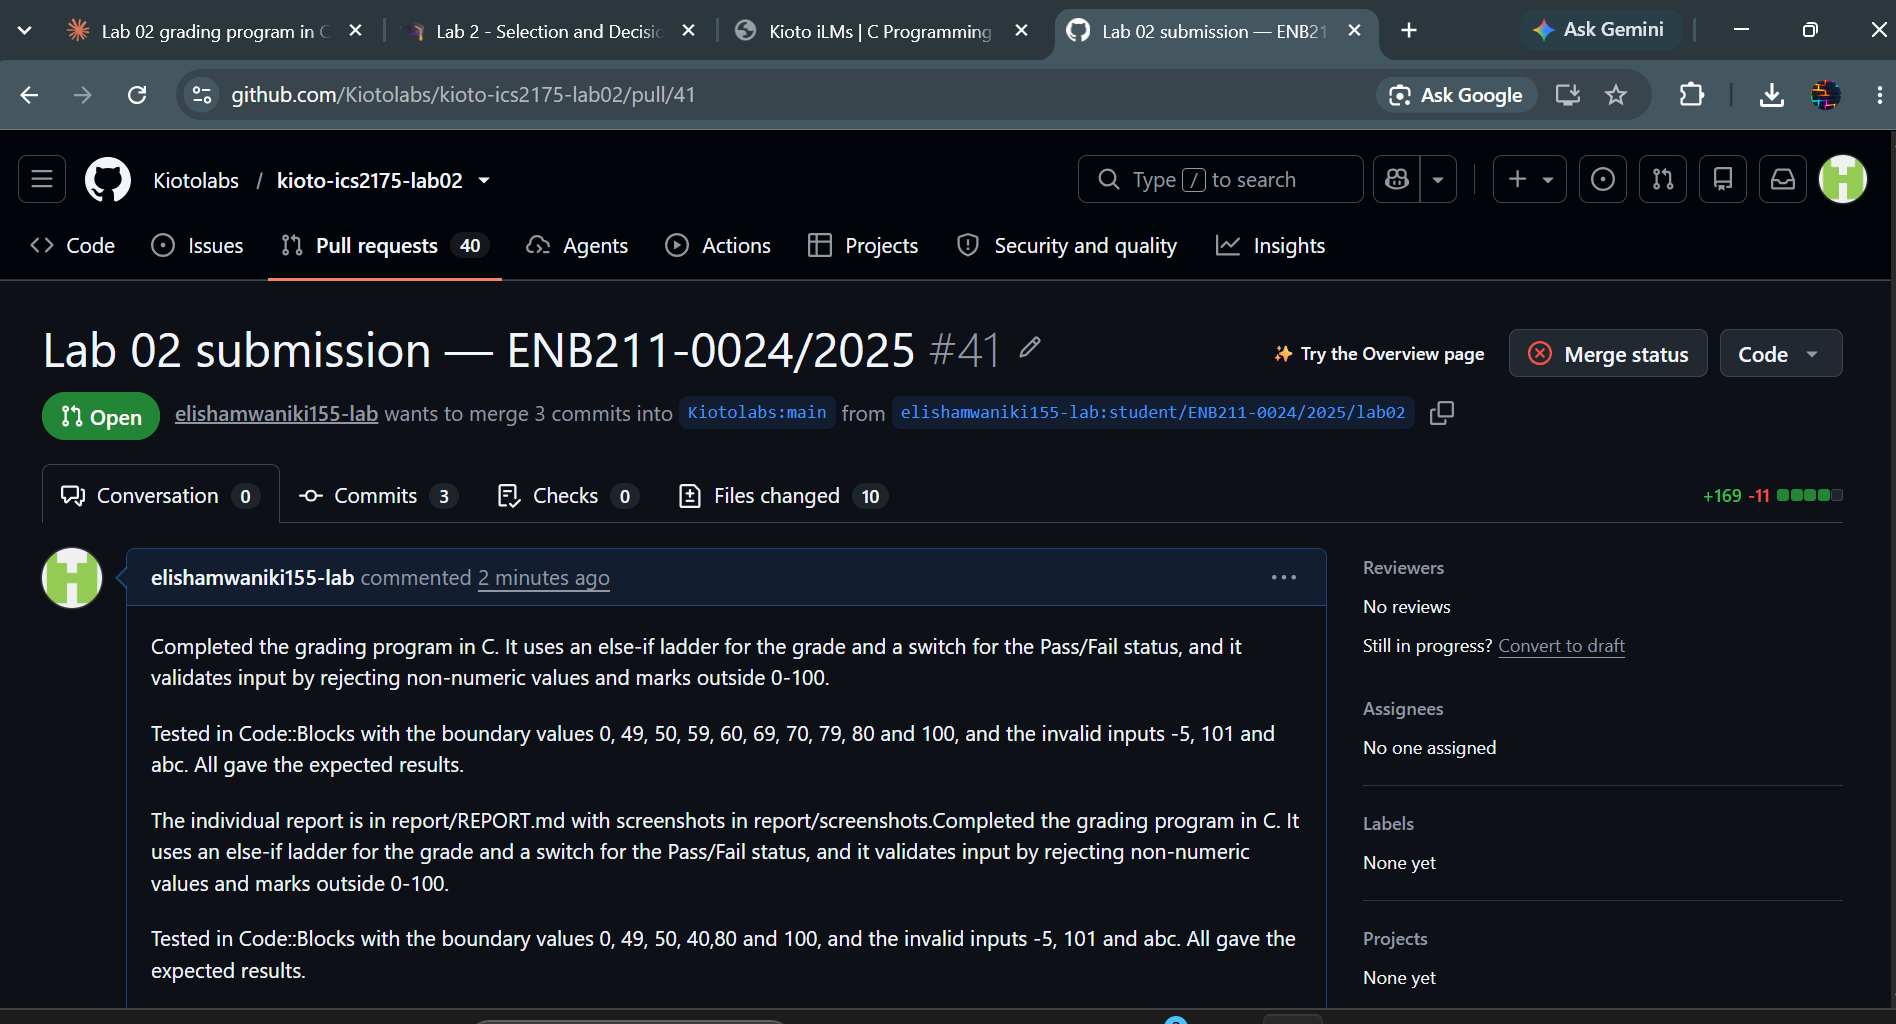 Lab 02 grading program in C
Lab 2 - Selection and Decisio
Kioto iLMs | C Programming
Lab 02 submission — ENB21
Ask Gemini
github.com/Kiotolabs/kioto-ics2175-lab02/pull/41
Ask Google
Kiotolabs / kioto-ics2175-lab02
Type / to search
Code
Issues
Pull requests 40
Agents
Actions
Projects
Security and quality
Insights
Lab 02 submission — ENB211-0024/2025 #41
Try the Overview page
Merge status
Code
Open
elishamwaniki155-lab wants to merge 3 commits into Kiotolabs:main from elishamwaniki155-lab:student/ENB211-0024/2025/lab02
Conversation 0
Commits 3
Checks 0
Files changed 10
+169 -11
elishamwaniki155-lab commented 2 minutes ago
Completed the grading program in C. It uses an else-if ladder for the grade and a switch for the Pass/Fail status, and it
validates input by rejecting non-numeric values and marks outside 0-100.
Tested in Code::Blocks with the boundary values 0, 49, 50, 59, 60, 69, 70, 79, 80 and 100, and the invalid inputs -5, 101 and
abc. All gave the expected results.
The individual report is in report/REPORT.md with screenshots in report/screenshots.Completed the grading program in C. It
uses an else-if ladder for the grade and a switch for the Pass/Fail status, and it validates input by rejecting non-numeric
values and marks outside 0-100.
Tested in Code::Blocks with the boundary values 0, 49, 50, 40,80 and 100, and the invalid inputs -5, 101 and abc. All gave the
expected results.
Reviewers
No reviews
Still in progress? Convert to draft
Assignees
No one assigned
Labels
None yet
Projects
None yet